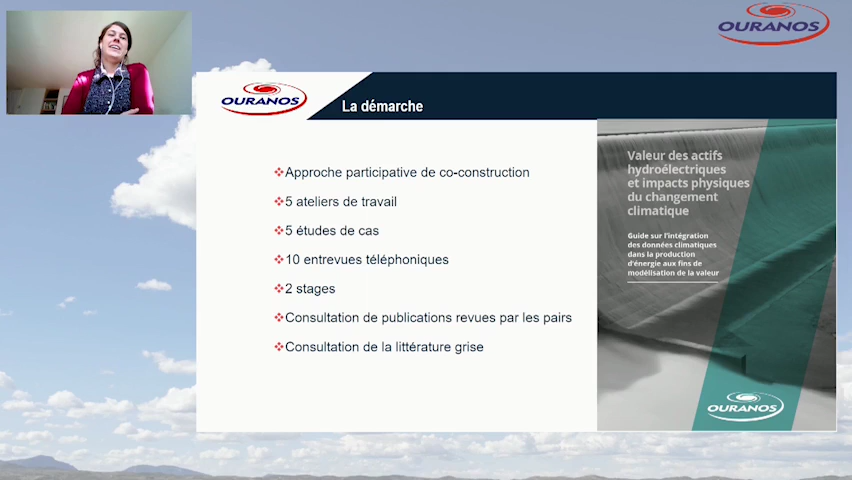 OURANOS
OURANOS
La démarche
Approche participative de co-construction
5 ateliers de travail
5 études de cas
10 entrevues téléphoniques
2 stages
Consultation de publications revues par les pairs
Consultation de la littérature grise
Valeur des actifs
hydroélectriques
et impacts physiques
du changement
climatique
Guide sur l'intégration
des données climatiques
dans la production
d'énergie aux fins de
modélisation de la valeur
OURANOS